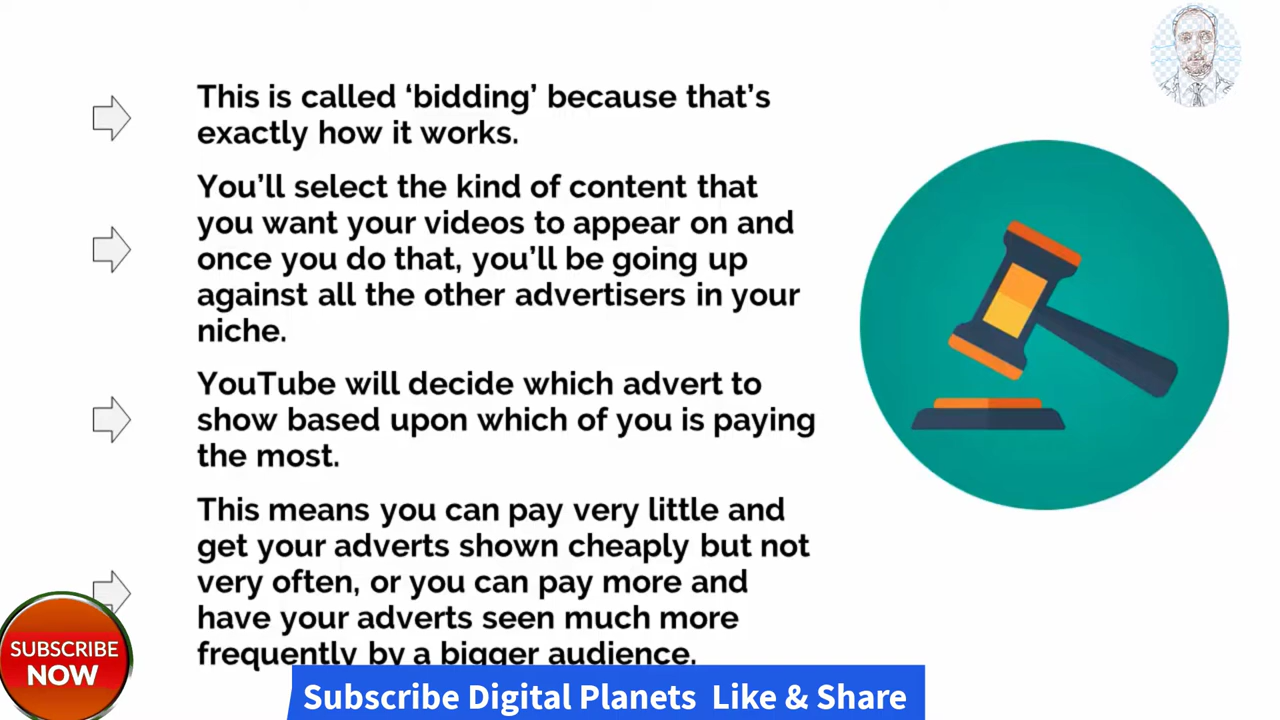 This is called ‘bidding’ because that’s
exactly how it works.
You’ll select the kind of content that
you want your videos to appear on and
once you do that, you’ll be going up
against all the other advertisers in your
niche.
YouTube will decide which advert to
show based upon which of you is paying
the most.
This means you can pay very little and
get your adverts shown cheaply but not
very often, or you can pay more and
have your adverts seen much more
frequently by a bigger audience.
SUBSCRIBE
NOW
Subscribe Digital Planets Like & Share